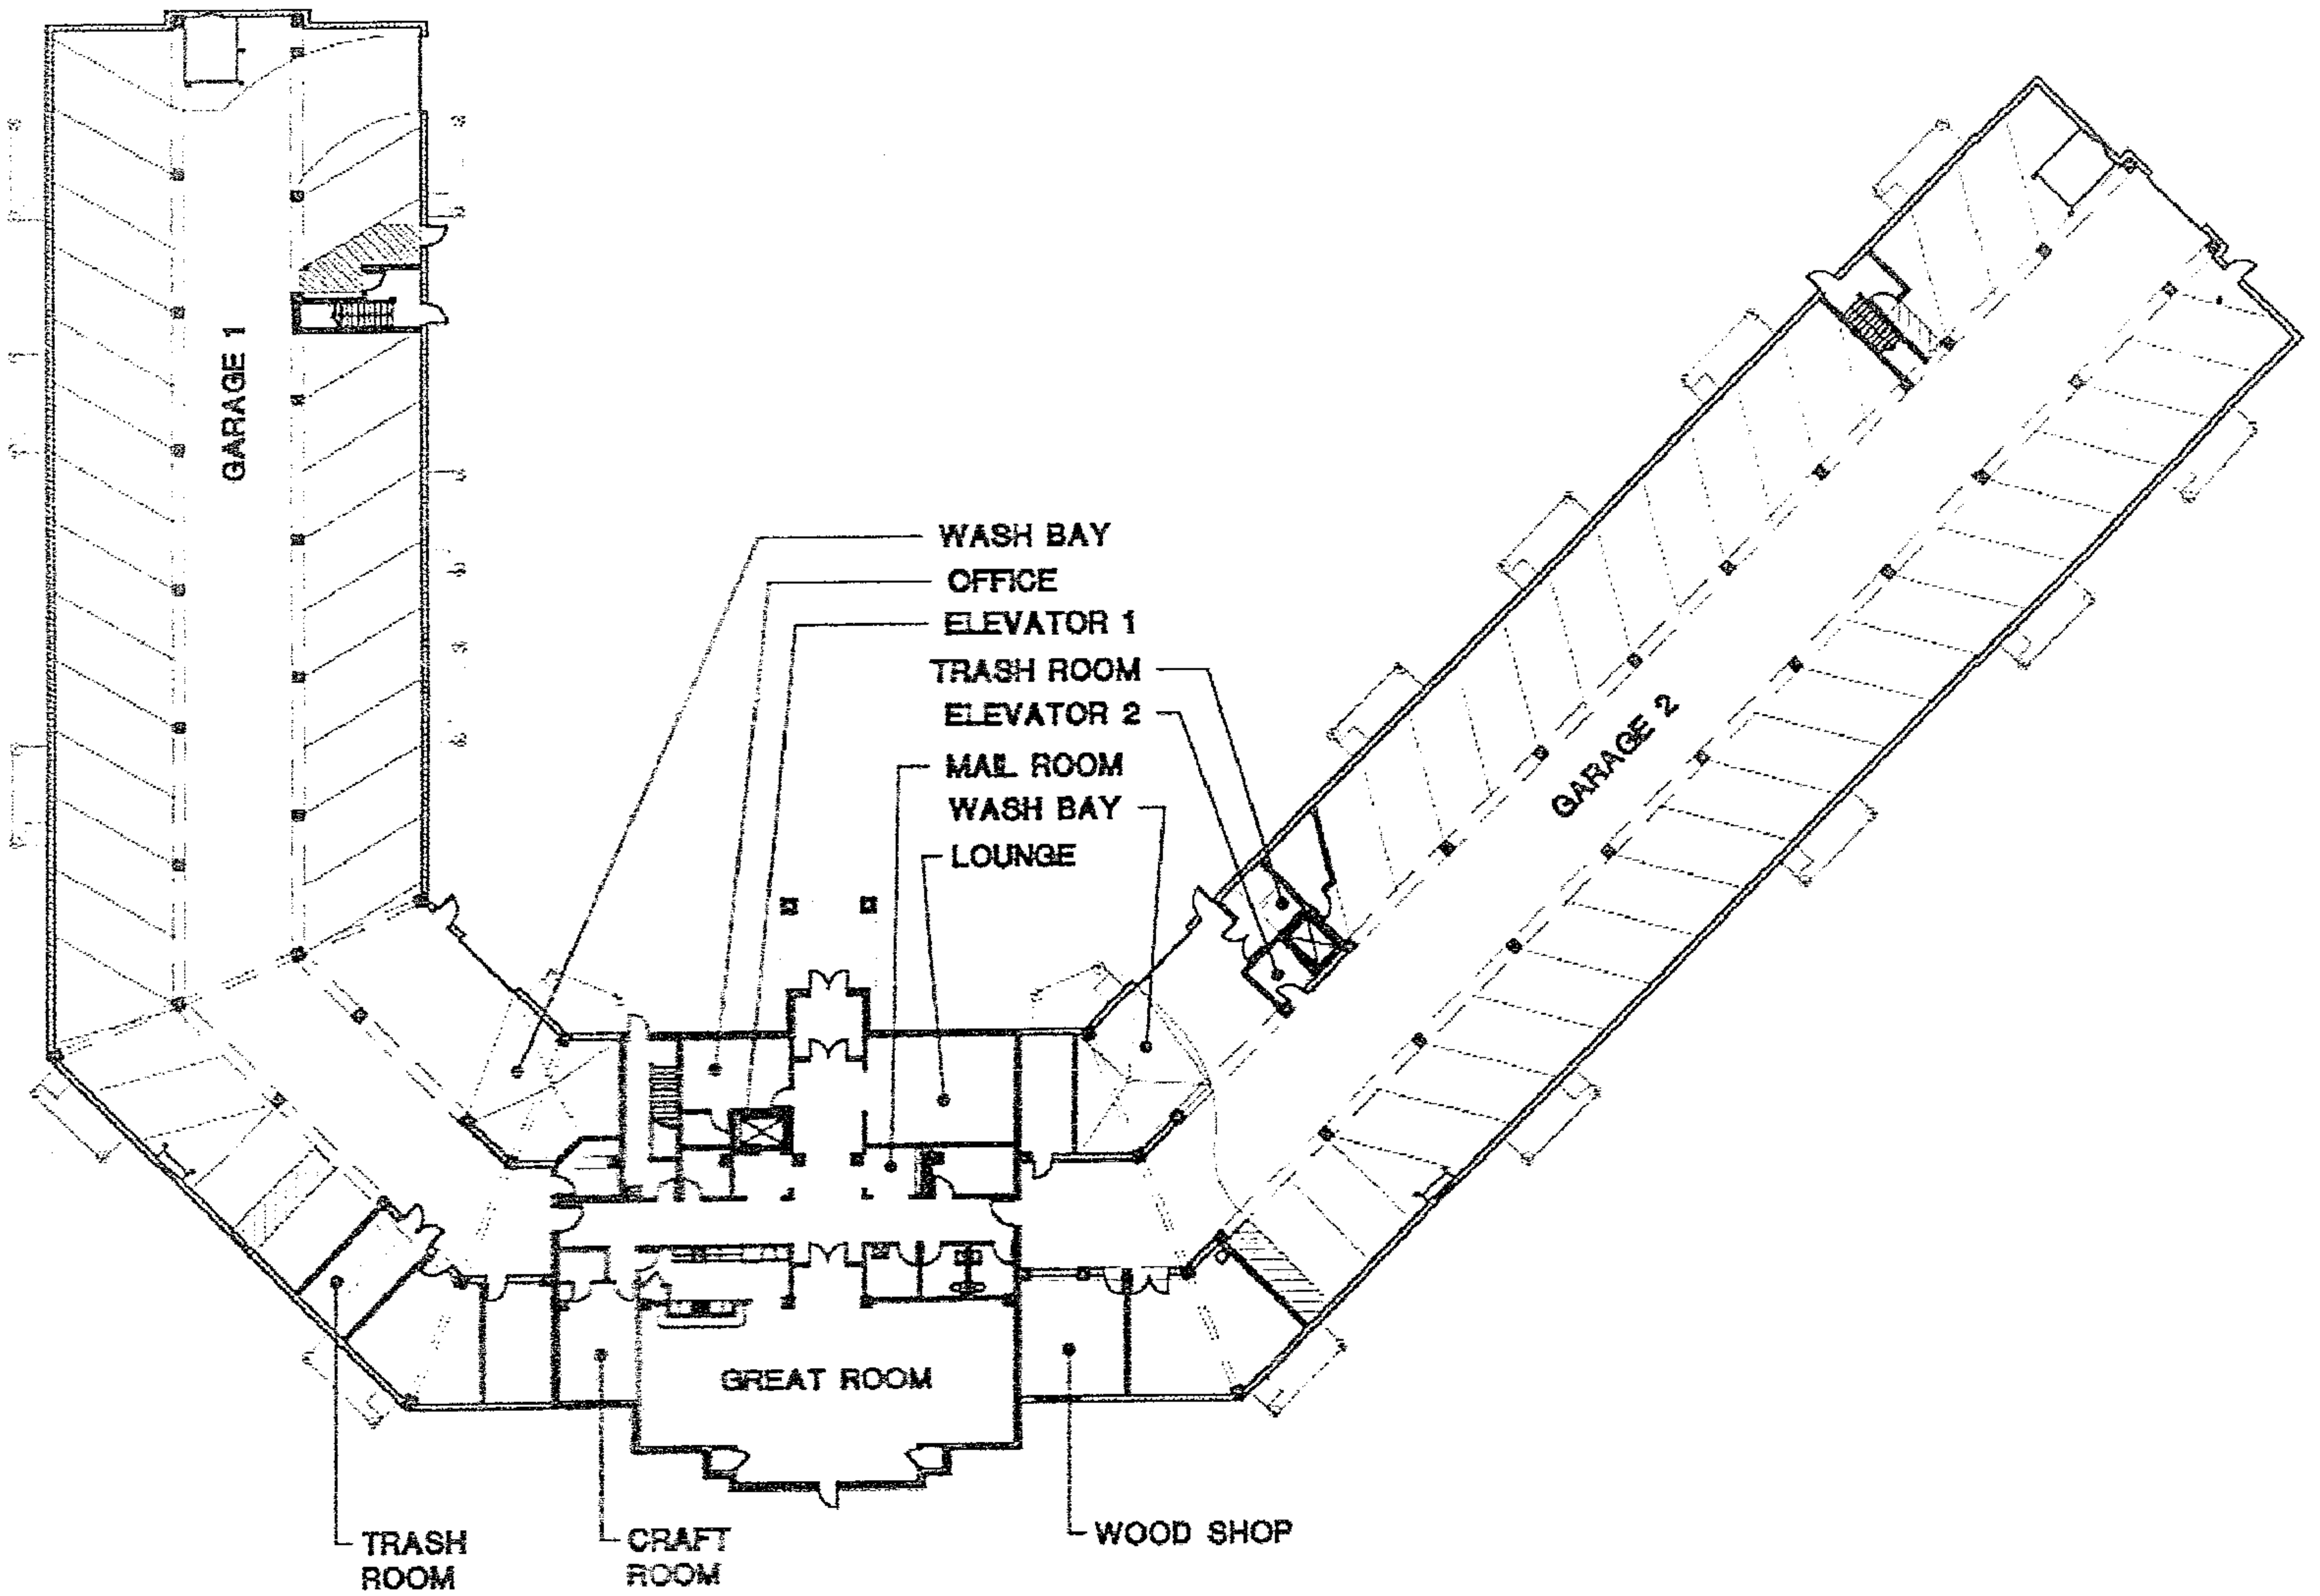 GARAGE 1
WASH BAY
OFFICE
ELEVATOR 1
TRASH ROOM
ELEVATOR 2
MAIL ROOM
WASH BAY
LOUNGE
GARAGE 2
GREAT ROOM
TRASH
ROOM
CRAFT
ROOM
WOOD SHOP